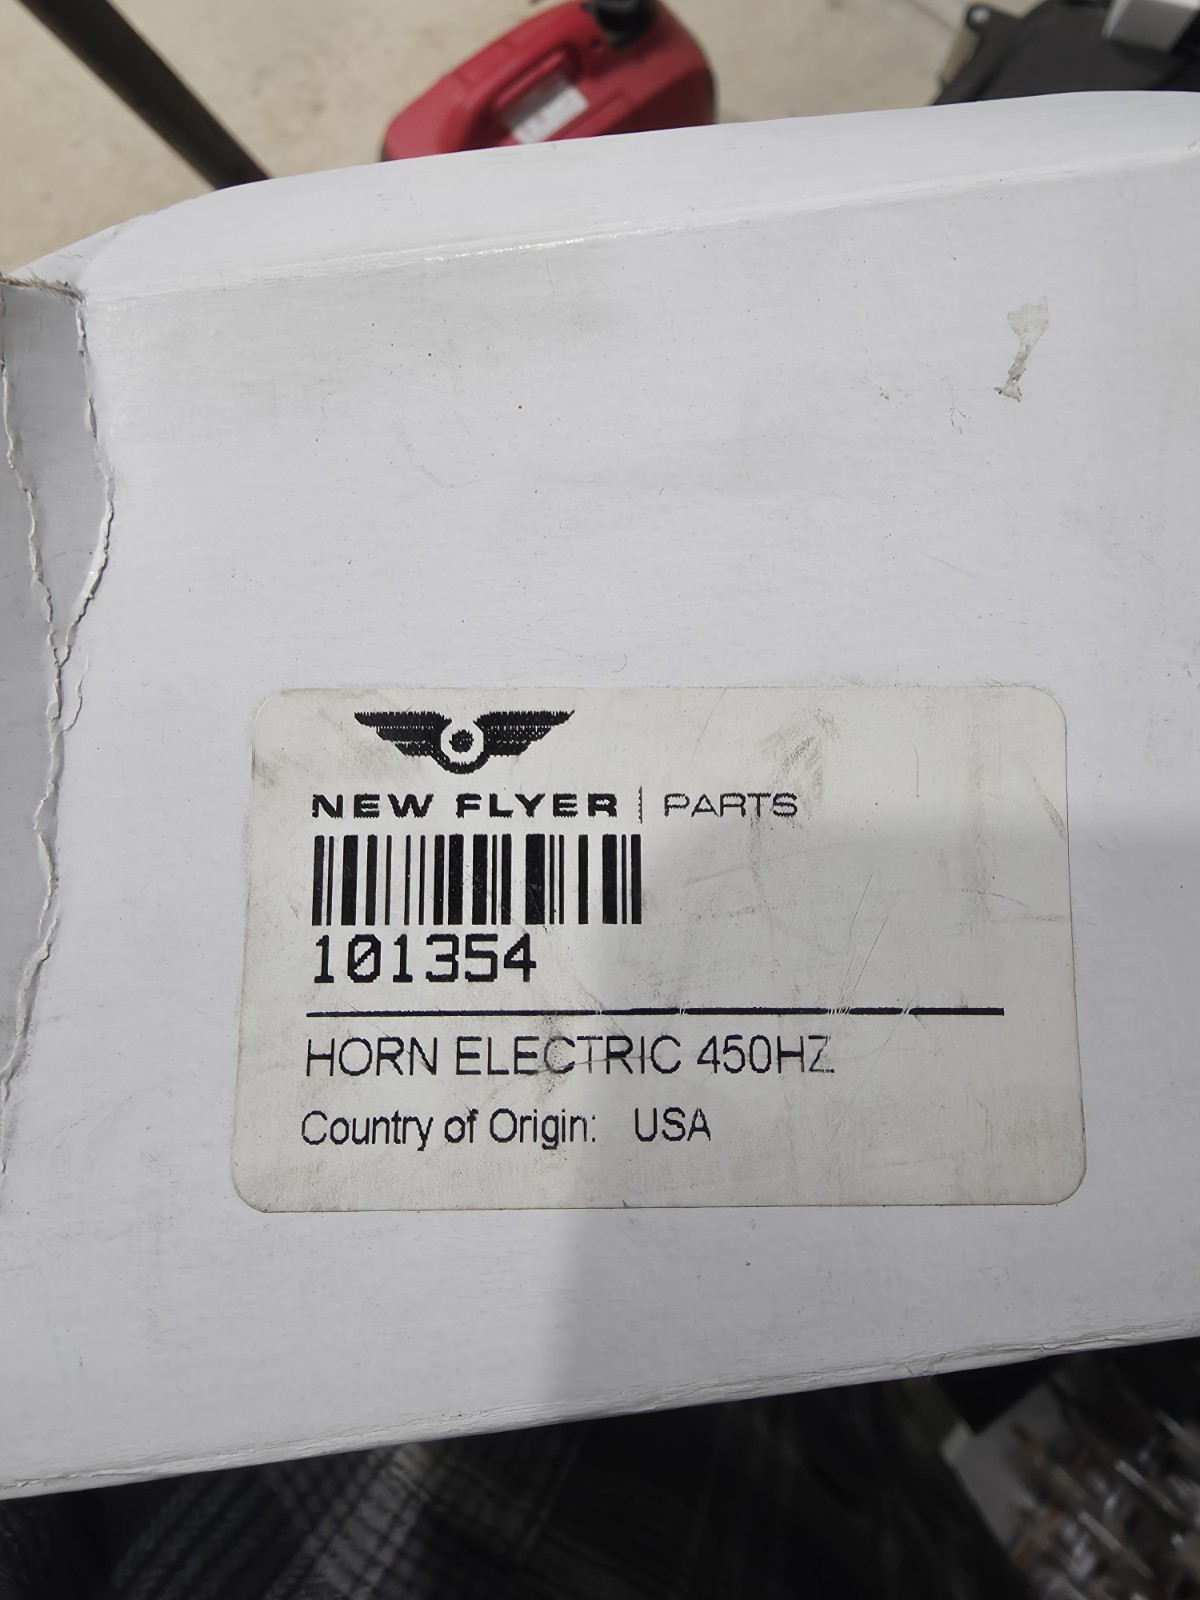 NEW FLYER | PARTS
101354
HORN ELECTRIC 450HZ
Country of Origin: USA